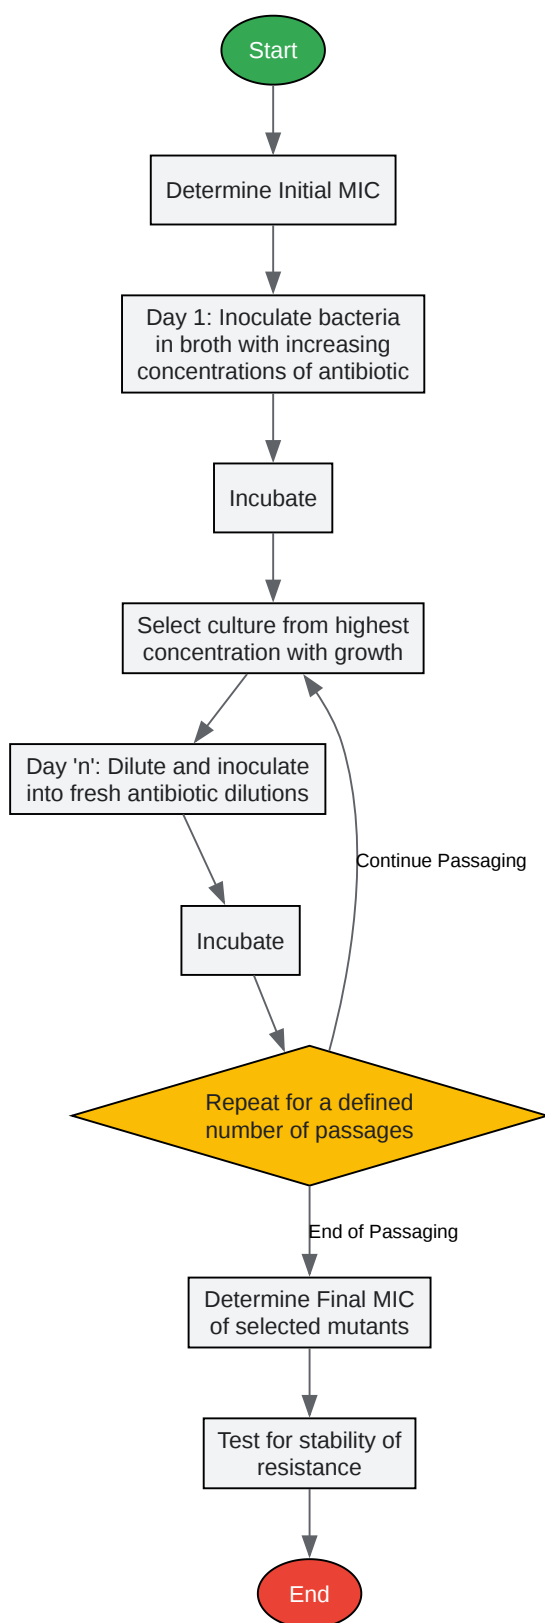 Start
Determine Initial MIC
Day 1: Inoculate bacteria
in broth with increasing
concentrations of antibiotic
Incubate
Select culture from highest
concentration with growth
Day 'n': Dilute and inoculate
into fresh antibiotic dilutions
Continue Passaging
Incubate
Repeat for a defined
number of passages
End of Passaging
Determine Final MIC
of selected mutants
Test for stability of
resistance
End